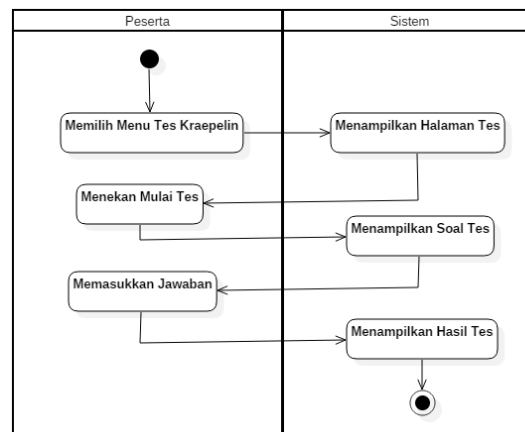 Peserta
Sistem
Memilih Menu Tes Kraepelin
Menampilkan Halaman Tes
Menekan Mulai Tes
Menampilkan Soal Tes
Memasukkan Jawaban
Menampilkan Hasil Tes